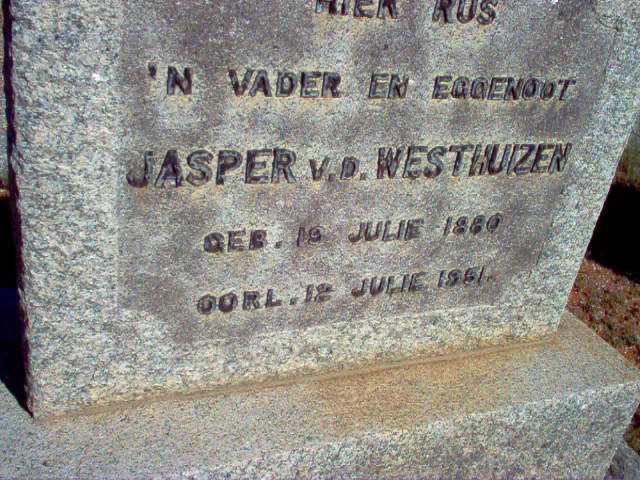 HIER RUS
'N VADER EN EGGENOOT
JASPER V.D. WESTHUIZEN
GEB. 19 JULIE 1880
OORL. 12 JULIE 1951.